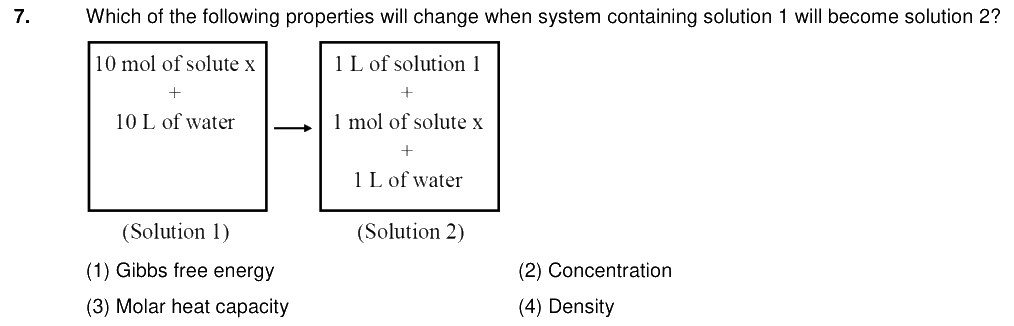 7. Which of the following properties will change when system containing solution 1 will become solution 2?
10 mol of solute x
+
10 L of water
(Solution 1)
1 L of solution 1
+
1 mol of solute x
+
1 L of water
(Solution 2)
(1) Gibbs free energy
(2) Concentration
(3) Molar heat capacity
(4) Density